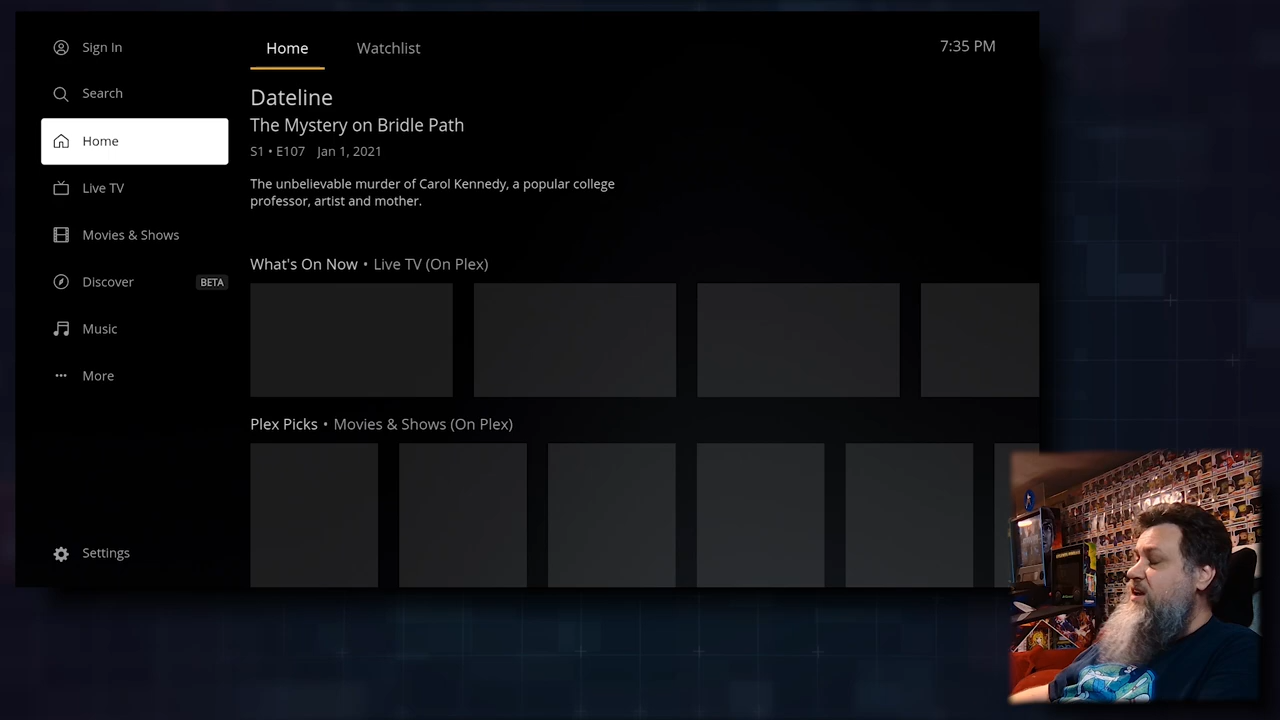 Sign In
Search
Home
Live TV
Movies & Shows
Discover BETA
Music
More
Settings
Home Watchlist
7:35 PM
Dateline
The Mystery on Bridle Path
S1 • E107 Jan 1, 2021
The unbelievable murder of Carol Kennedy, a popular college
professor, artist and mother.
What's On Now • Live TV (On Plex)
Plex Picks • Movies & Shows (On Plex)